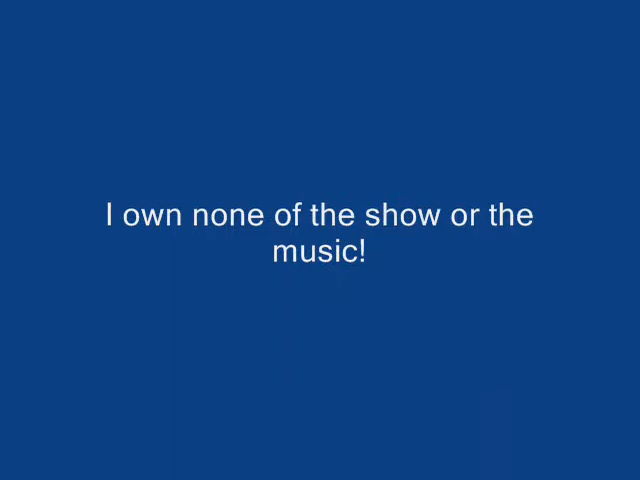 I own none of the show or the
music!